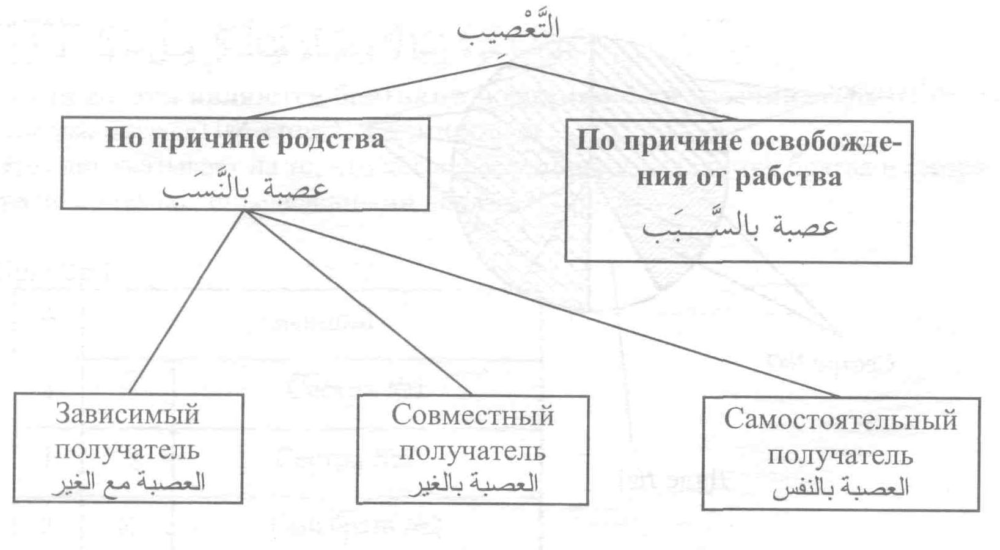 التَّعْصِيب
По причине родства
عصبة بالنَّسَب
По причине освобожде-
ния от рабства
عصبة بالسَّـــبَب
Зависимый
получатель
العصبة مع الغير
Совместный
получатель
العصبة بالغير
Самостоятельный
получатель
العصبة بالنفس